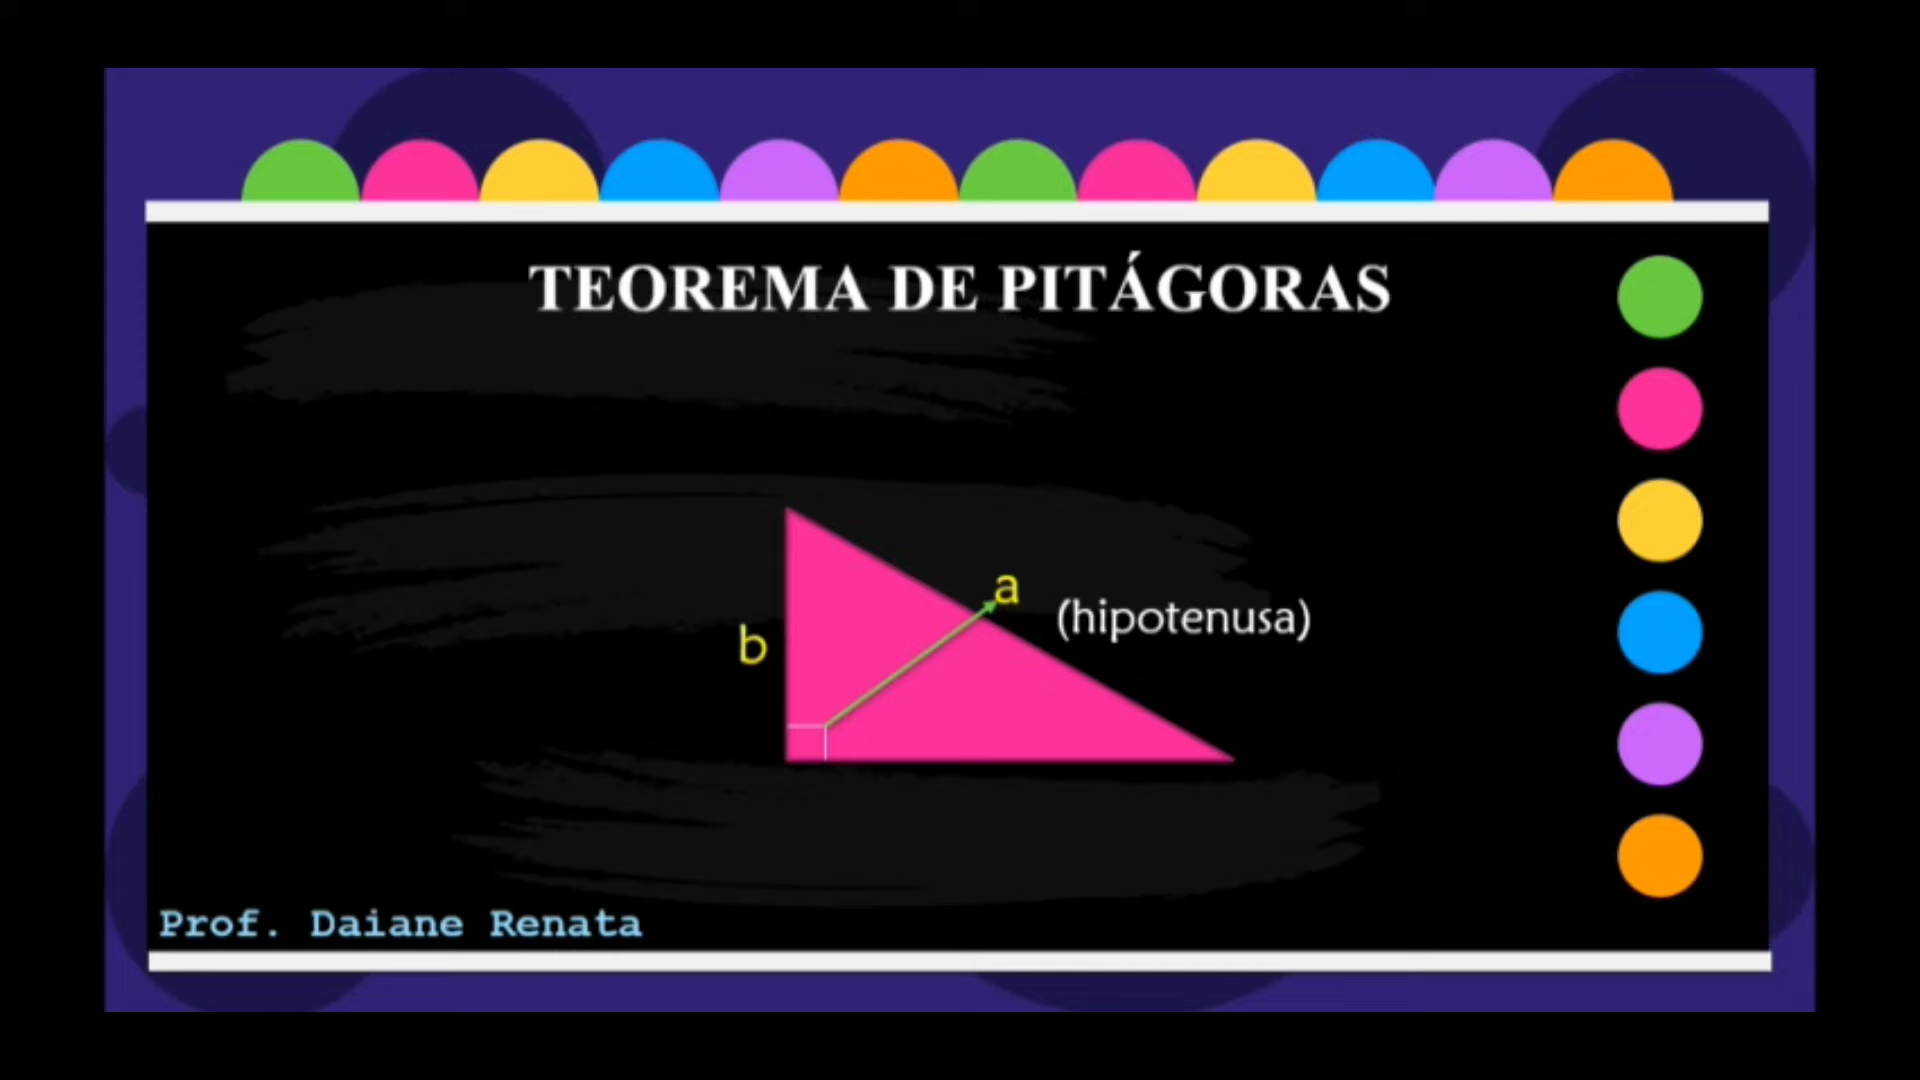 TEOREMA DE PITÁGORAS
a
(hipotenusa)
b
Prof. Daiane Renata